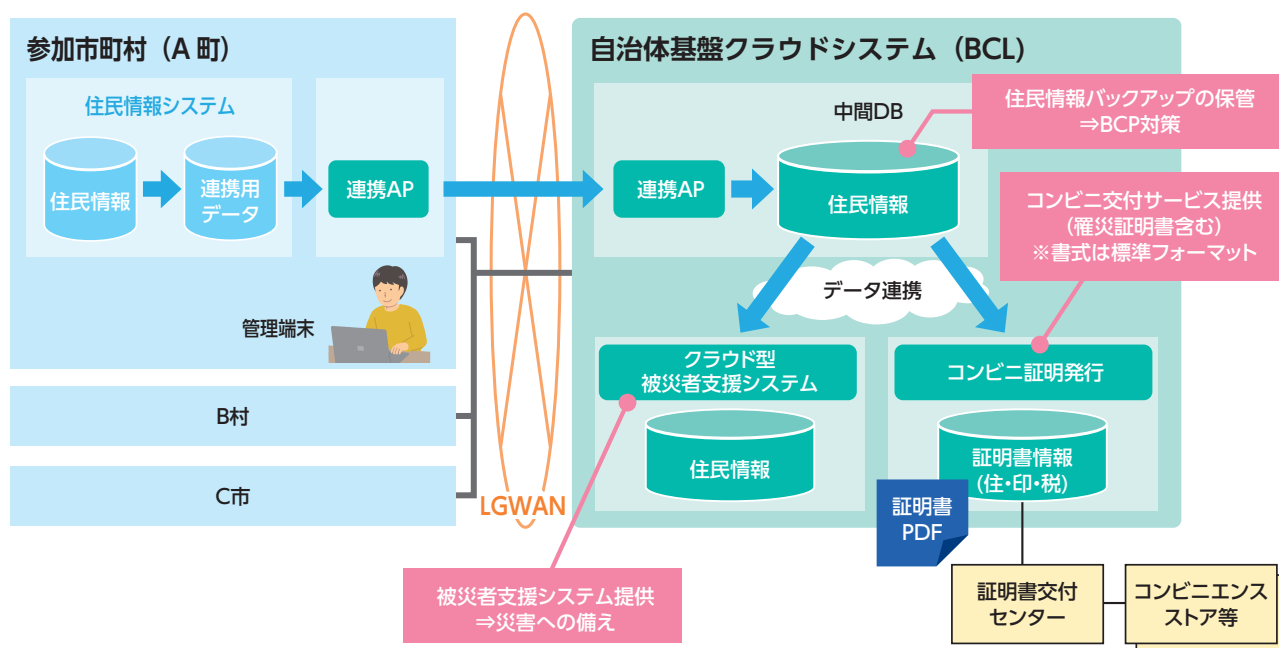 参加市町村（A 町）
住民情報システム
住民情報
連携用
データ
連携AP
管理端末
B村
C市
LGWAN
自治体基盤クラウドシステム（BCL）
中間DB
連携AP
住民情報
データ連携
クラウド型
被災者支援システム
住民情報
コンビニ証明発行
証明書情報
(住・印・税)
証明書
PDF
住民情報バックアップの保管
⇒BCP対策
コンビニ交付サービス提供
(罹災証明書含む)
※書式は標準フォーマット
被災者支援システム提供
⇒災害への備え
証明書交付
センター
コンビニエンス
ストア等